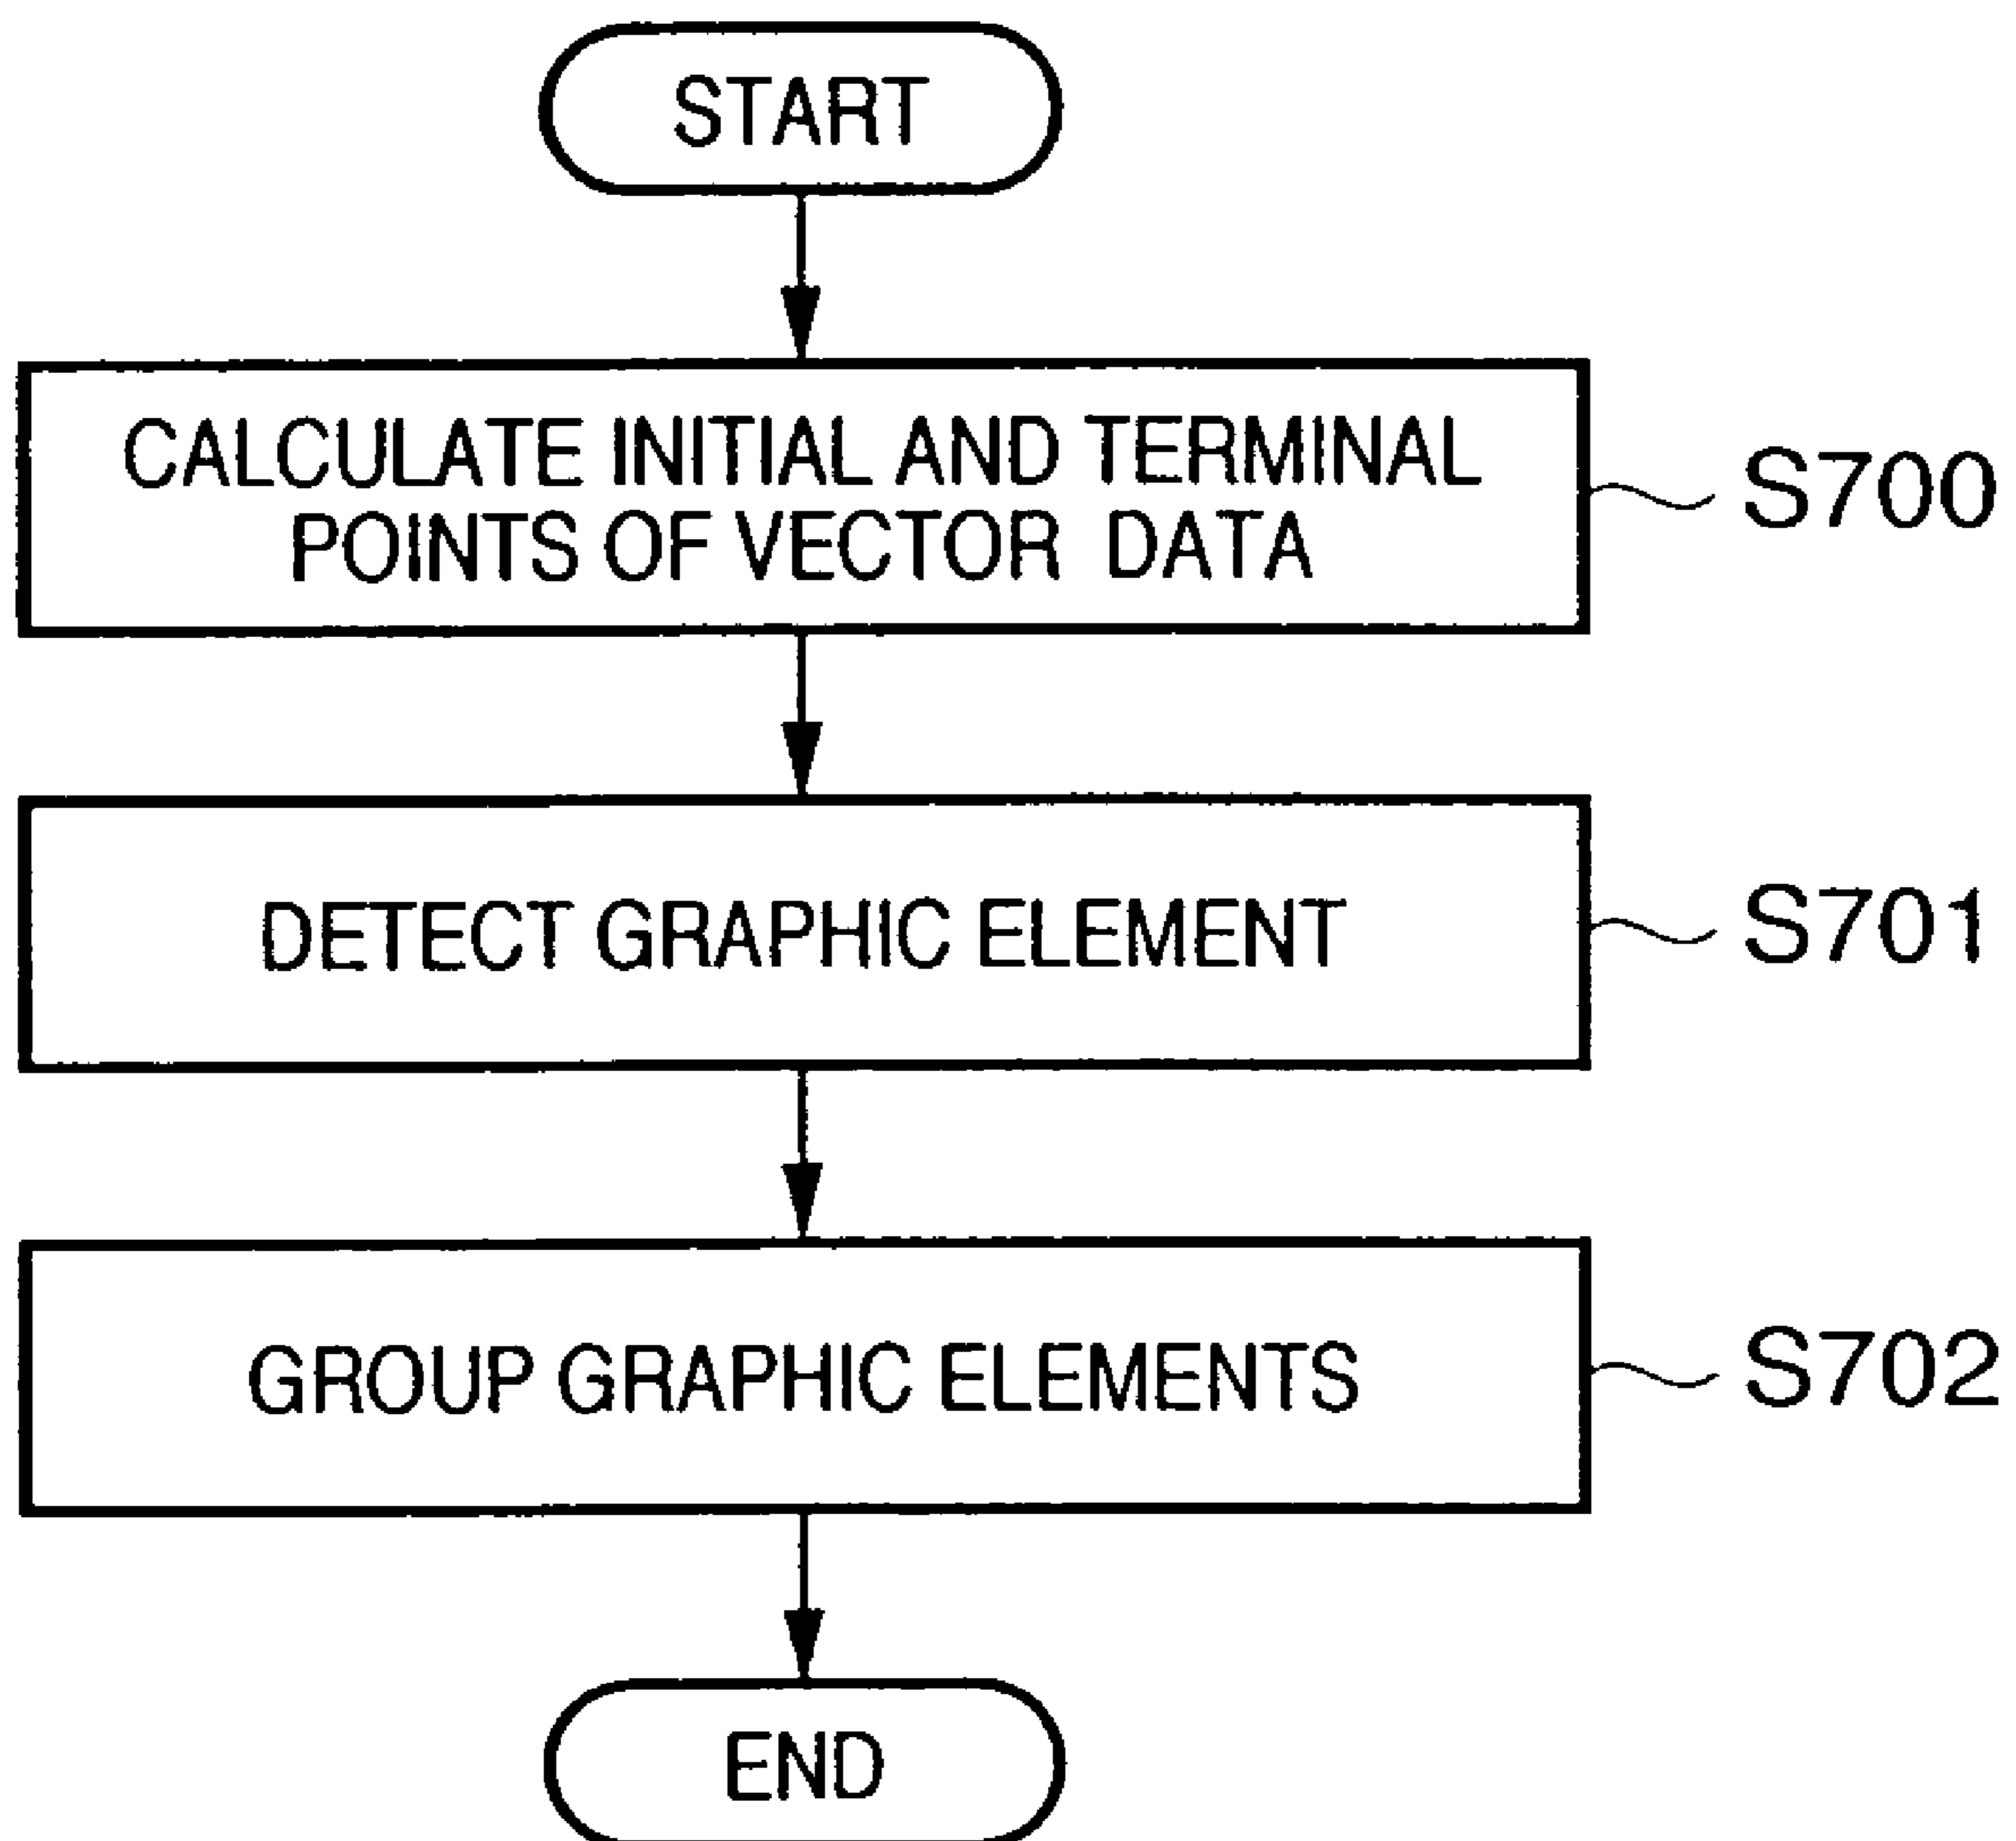 START
CALCULATE INITIAL AND TERMINAL
POINTS OF VECTOR DATA
S700
DETECT GRAPHIC ELEMENT
S701
GROUP GRAPHIC ELEMENTS
S702
END